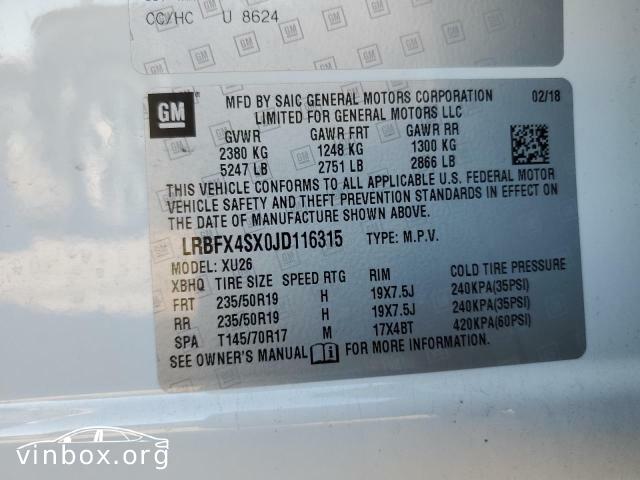 CC/HC U 8624
GM
MFD BY SAIC GENERAL MOTORS CORPORATION 02/18
LIMITED FOR GENERAL MOTORS LLC
GVWR GAWR FRT GAWR RR
2380 KG 1248 KG 1300 KG
5247 LB 2751 LB 2866 LB
THIS VEHICLE CONFORMS TO ALL APPLICABLE U.S. FEDERAL MOTOR
VEHICLE SAFETY AND THEFT PREVENTION STANDARDS IN EFFECT ON
THE DATE OF MANUFACTURE SHOWN ABOVE.
LRBFX4SX0JD116315 TYPE: M.P.V.
MODEL: XU26
XBHQ TIRE SIZE SPEED RTG RIM COLD TIRE PRESSURE
FRT 235/50R19 H 19X7.5J 240KPA(35PSI)
RR 235/50R19 H 19X7.5J 240KPA(35PSI)
SPA T145/70R17 M 17X4BT 420KPA(60PSI)
SEE OWNER'S MANUAL FOR MORE INFORMATION.
vinbox.org